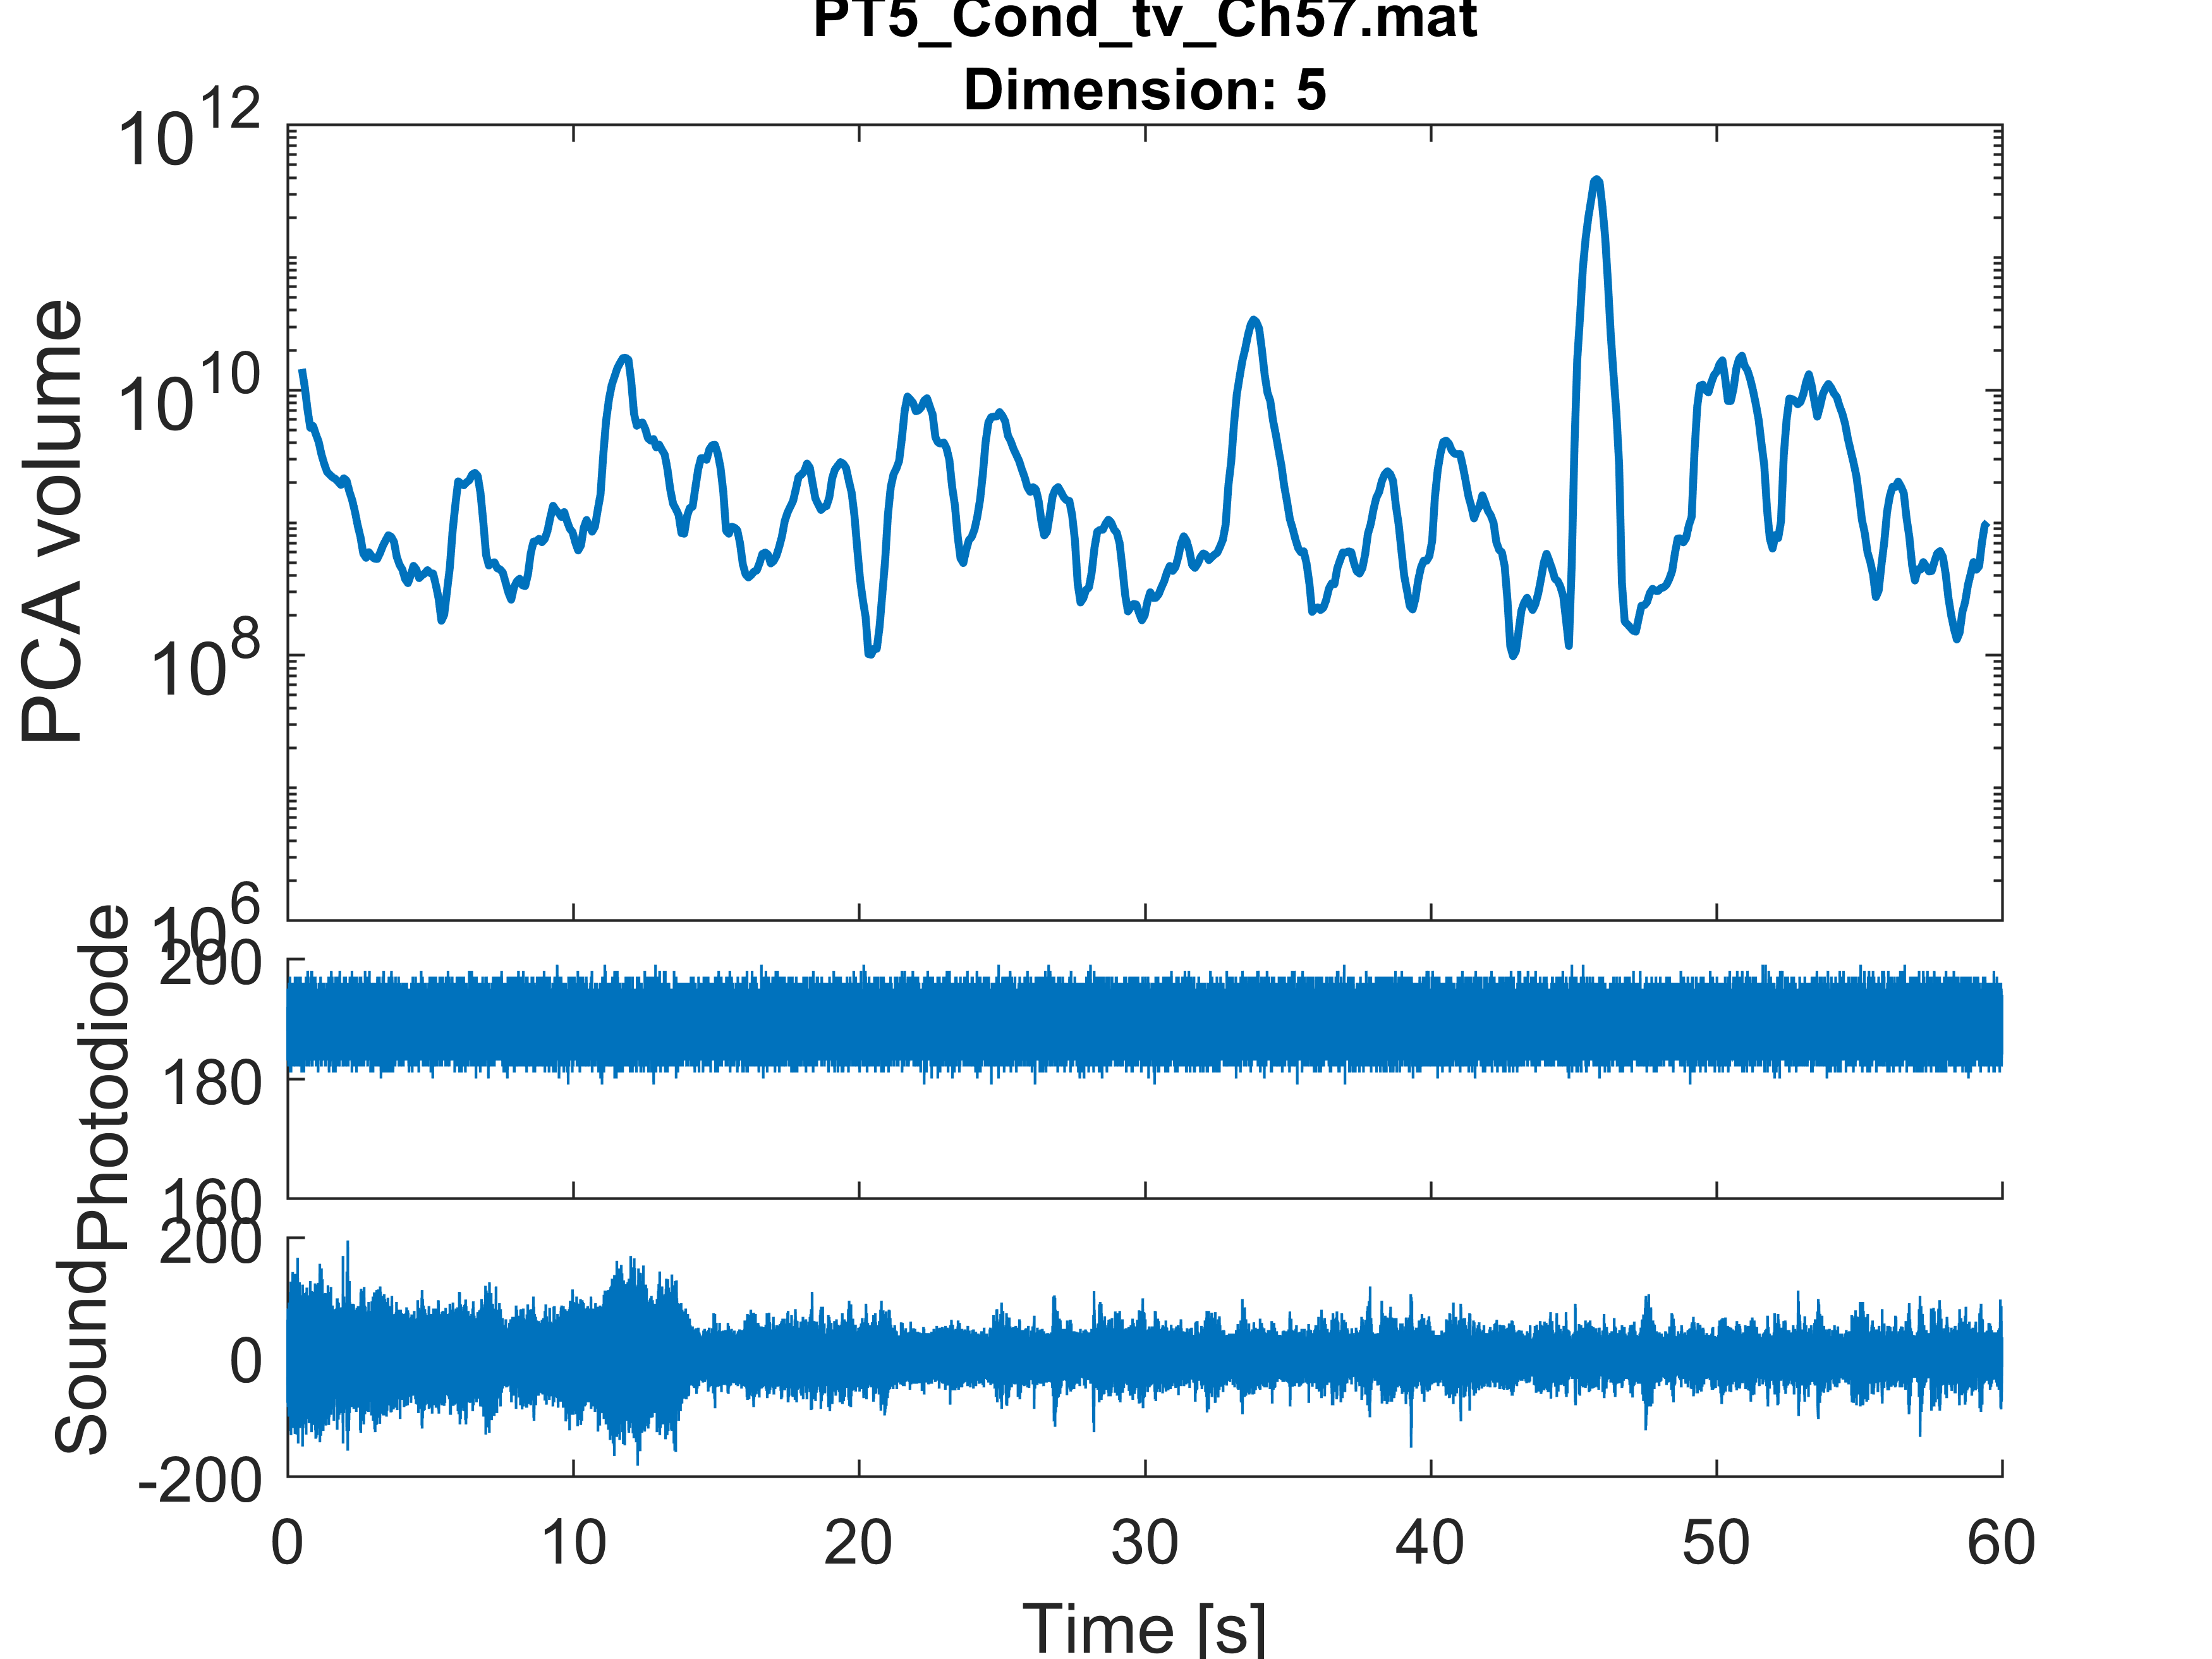 PT5_Cond_tv_Ch57.mat
Dimension: 5
PCA volume
10^12
10^10
10^8
10^6
Photodiode
200
180
160
Sound
200
0
-200
0 10 20 30 40 50 60
Time [s]